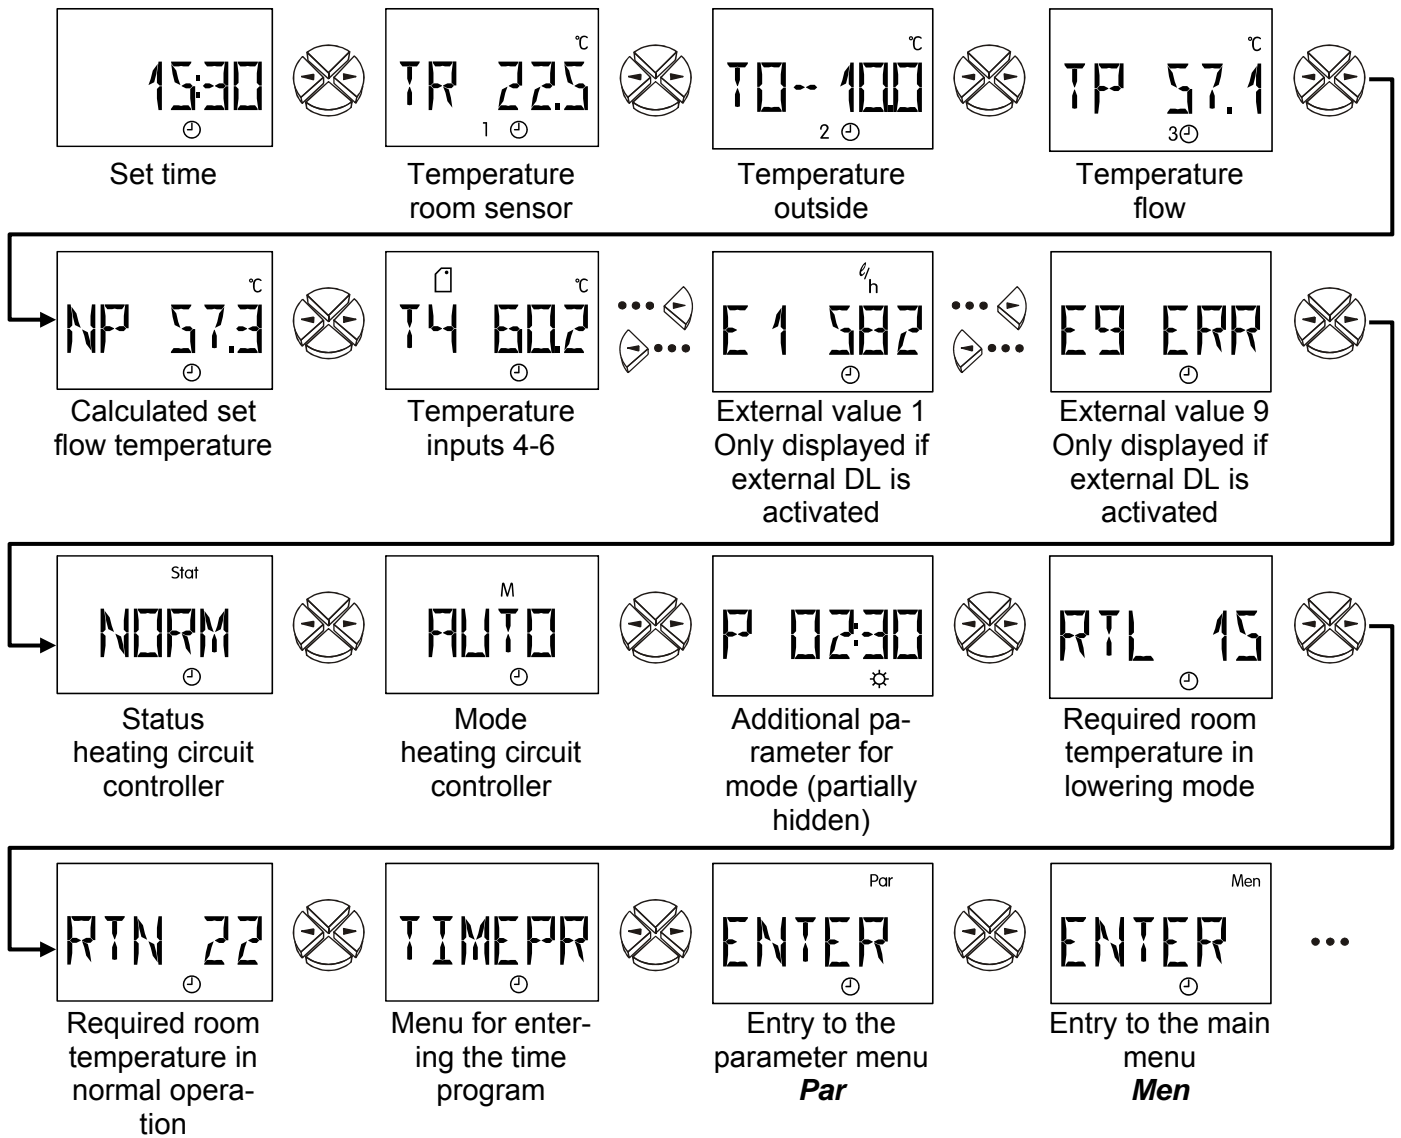 15:30
Set time
°C
TR 22.5
1
Temperature
room sensor
°C
TO--10.0
2
Temperature
outside
°C
TP 57.1
3
Temperature
flow
°C
NP 57.3
Calculated set
flow temperature
°C
T4 60.2
Temperature
inputs 4-6
l/h
E1 582
External value 1
Only displayed if
external DL is
activated
E9 ERR
External value 9
Only displayed if
external DL is
activated
Stat
NORM
Status
heating circuit
controller
M
AUTO
Mode
heating circuit
controller
P 02:30
Additional pa-
rameter for
mode (partially
hidden)
RTL 15
Required room
temperature in
lowering mode
RTN 22
Required room
temperature in
normal opera-
tion
TIMEPR
Menu for enter-
ing the time
program
Par
ENTER
Entry to the
parameter menu
Par
Men
ENTER
Entry to the main
menu
Men